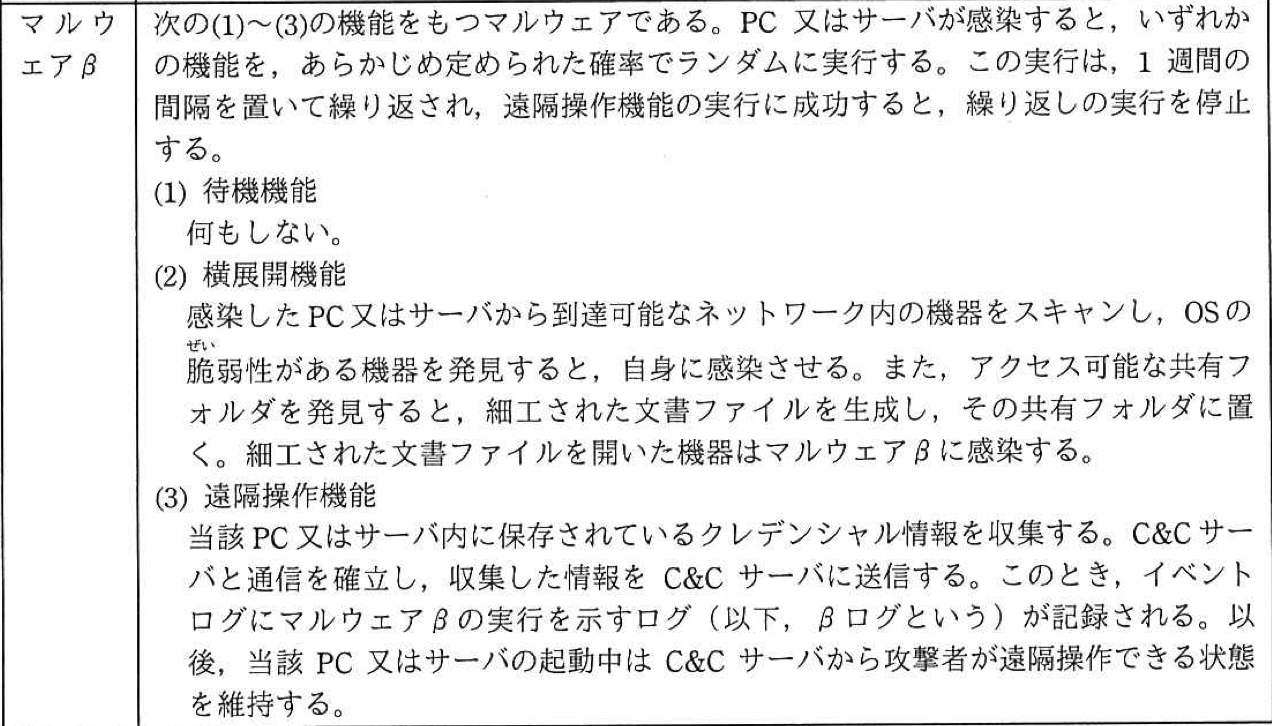 マルウ
ェアβ
次の(1)～(3)の機能をもつマルウェアである。PC 又はサーバが感染すると，いずれか
の機能を，あらかじめ定められた確率でランダムに実行する。この実行は，1 週間の
間隔を置いて繰り返され，遠隔操作機能の実行に成功すると，繰り返しの実行を停止
する。
(1) 待機機能
何もしない。
(2) 横展開機能
感染した PC 又はサーバから到達可能なネットワーク内の機器をスキャンし，OS の
ぜい
脆弱性がある機器を発見すると，自身に感染させる。また，アクセス可能な共有フ
ォルダを発見すると，細工された文書ファイルを生成し，その共有フォルダに置
く。細工された文書ファイルを開いた機器はマルウェアβに感染する。
(3) 遠隔操作機能
当該 PC 又はサーバ内に保存されているクレデンシャル情報を収集する。C&C サー
バと通信を確立し，収集した情報を C&C サーバに送信する。このとき，イベント
ログにマルウェアβの実行を示すログ（以下，βログという）が記録される。以
後，当該 PC 又はサーバの起動中は C&C サーバから攻撃者が遠隔操作できる状態
を維持する。